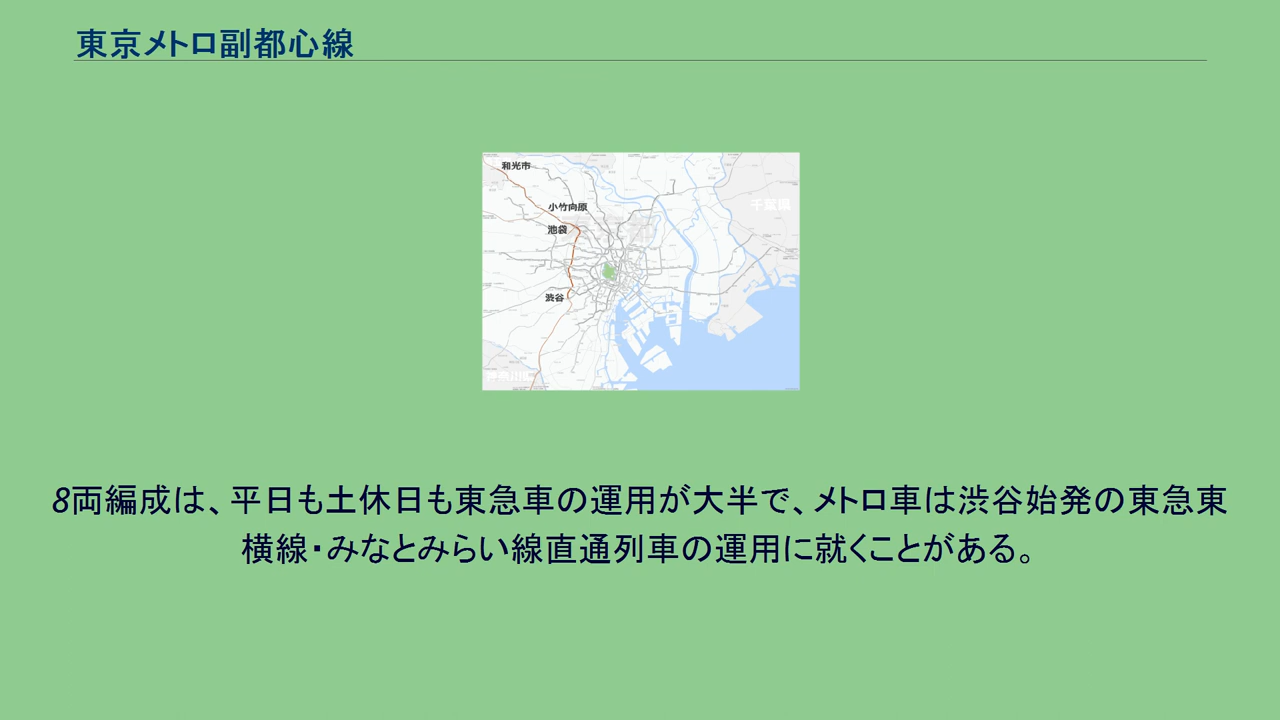 東京メトロ副都心線
和光市
小竹向原
千葉県
池袋
渋谷
神奈川県
8両編成は、平日も土休日も東急車の運用が大半で、メトロ車は渋谷始発の東急東
横線・みなとみらい線直通列車の運用に就くことがある。